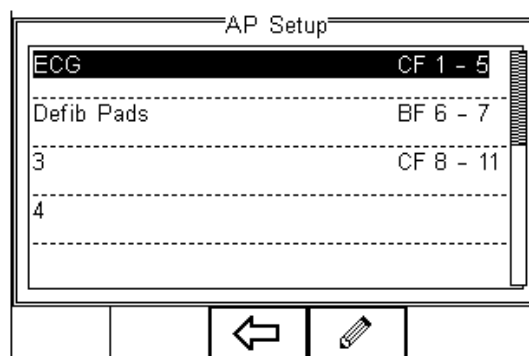 AP Setup
ECG CF 1 - 5
Defib Pads BF 6 - 7
3 CF 8 - 11
4